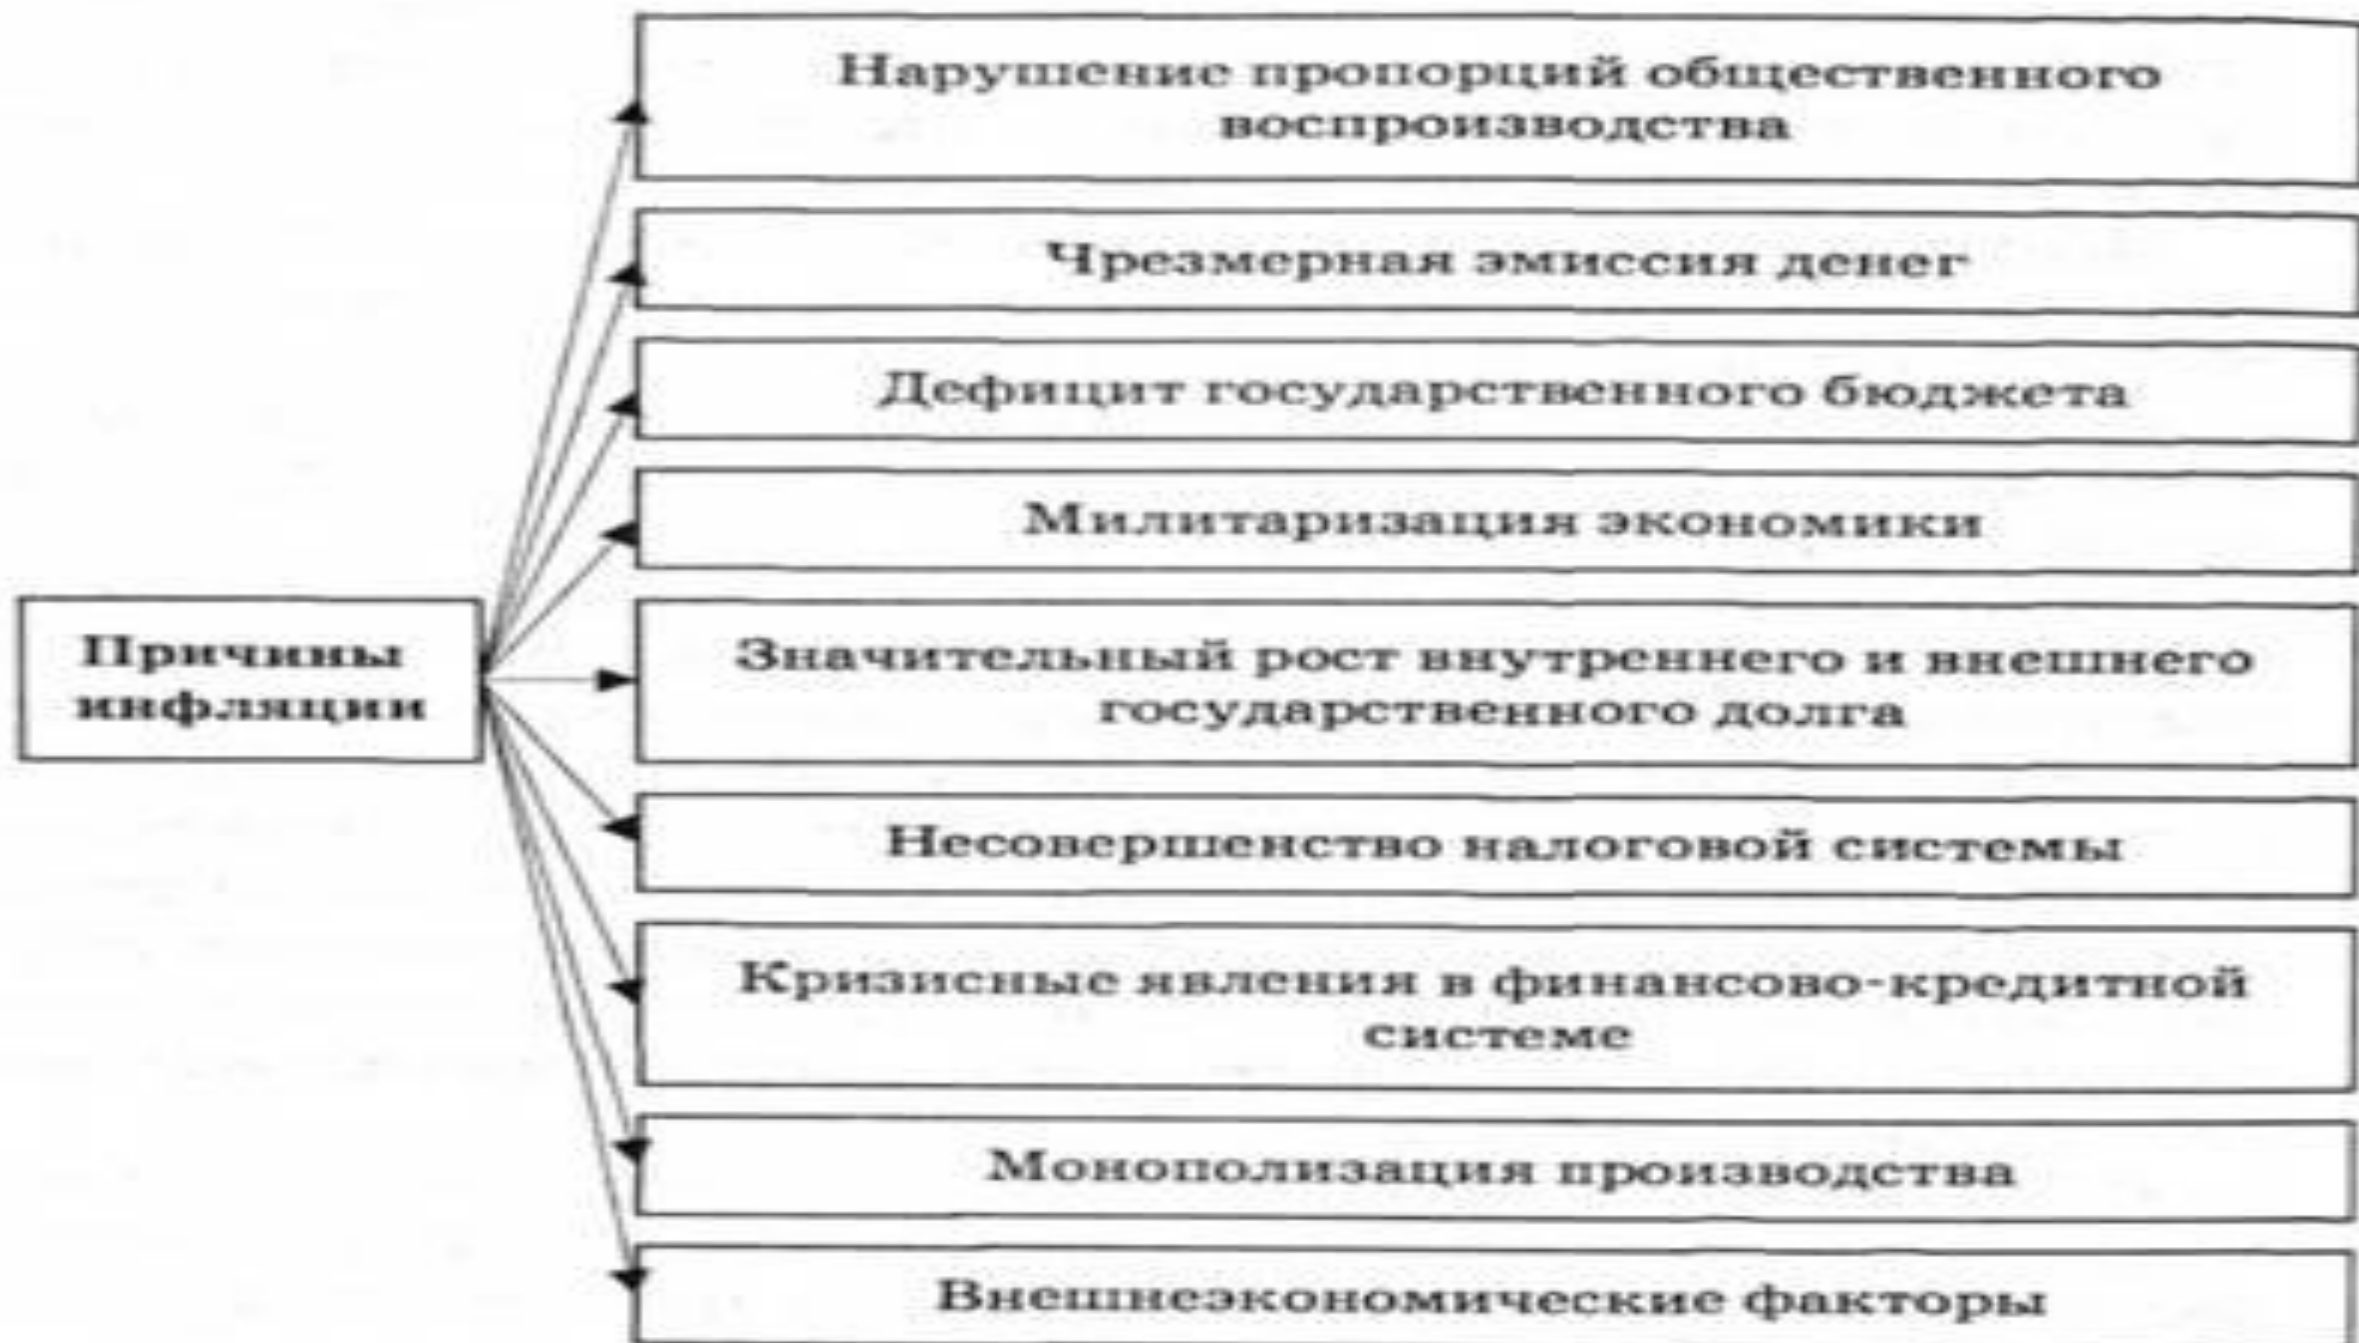 Нарушение пропорций общественного
воспроизводства
Чрезмерная эмиссия денег
Дефицит государственного бюджета
Милитаризация экономики
Причины
инфляции
Значительный рост внутреннего и внешнего
государственного долга
Несовершенство налоговой системы
Кризисные явления в финансово-кредитной
системе
Монополизация производства
Внешнеэкономические факторы